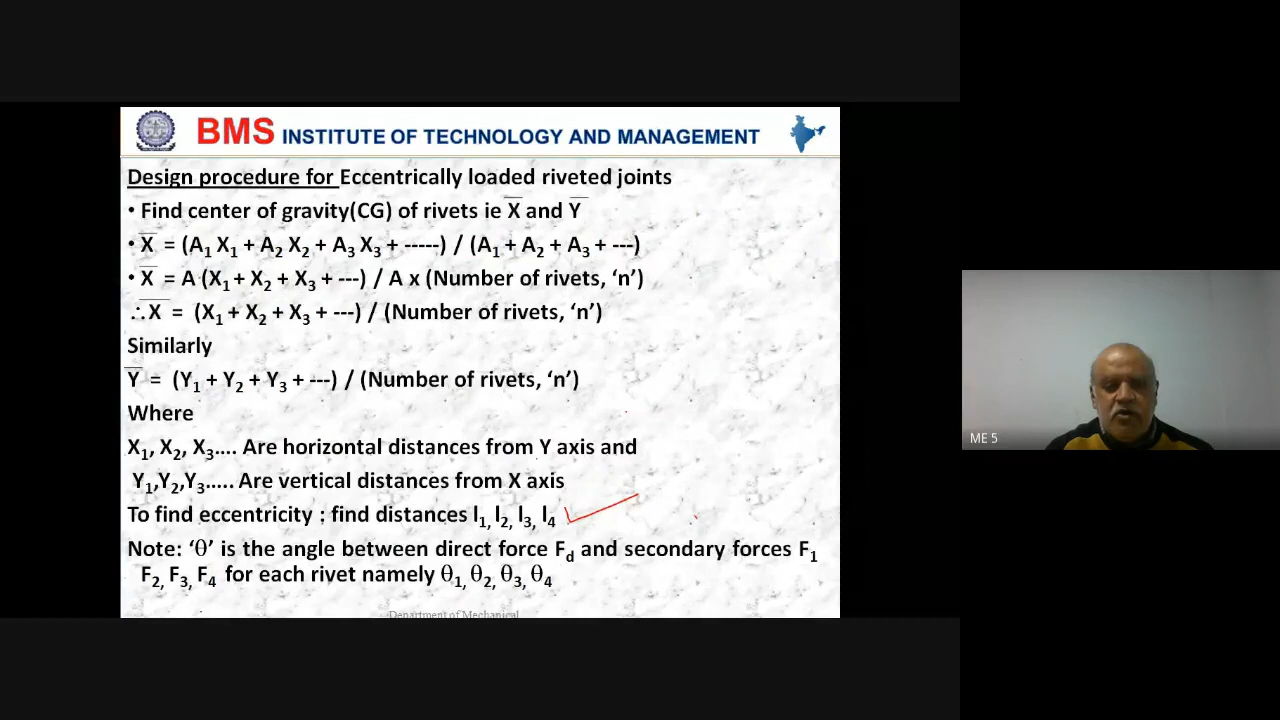 BMS INSTITUTE OF TECHNOLOGY AND MANAGEMENT
Design procedure for Eccentrically loaded riveted joints
• Find center of gravity(CG) of rivets ie X̅ and Y̅
• X̅ = (A₁ X₁ + A₂ X₂ + A₃ X₃ + -----) / (A₁ + A₂ + A₃ + ---)
• X̅ = A (X₁ + X₂ + X₃ + ---) / A x (Number of rivets, ‘n’)
∴ X̅ = (X₁ + X₂ + X₃ + ---) / (Number of rivets, ‘n’)
Similarly
Y̅ = (Y₁ + Y₂ + Y₃ + ---) / (Number of rivets, ‘n’)
Where
X₁, X₂, X₃.... Are horizontal distances from Y axis and
Y₁,Y₂,Y₃..... Are vertical distances from X axis
To find eccentricity ; find distances l₁, l₂, l₃, l₄
Note: ‘θ’ is the angle between direct force F_d and secondary forces F₁
F₂, F₃, F₄ for each rivet namely θ₁, θ₂, θ₃, θ₄
Department of Mechanical
ME 5